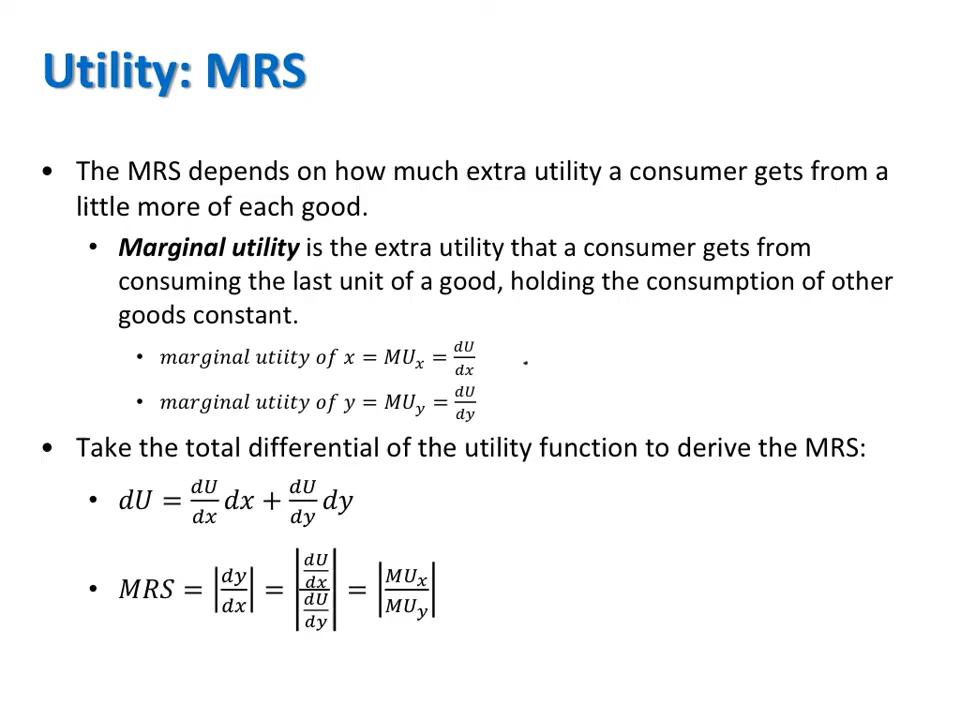 Utility: MRS
• The MRS depends on how much extra utility a consumer gets from a
little more of each good.
• Marginal utility is the extra utility that a consumer gets from
consuming the last unit of a good, holding the consumption of other
goods constant.
• marginal utiity of x = MUₓ = dU/dx
• marginal utiity of y = MU_y = dU/dy
• Take the total differential of the utility function to derive the MRS:
• dU = dU/dx dx + dU/dy dy
• MRS = |dy/dx| = |(dU/dx)/(dU/dy)| = |MUₓ/MU_y|